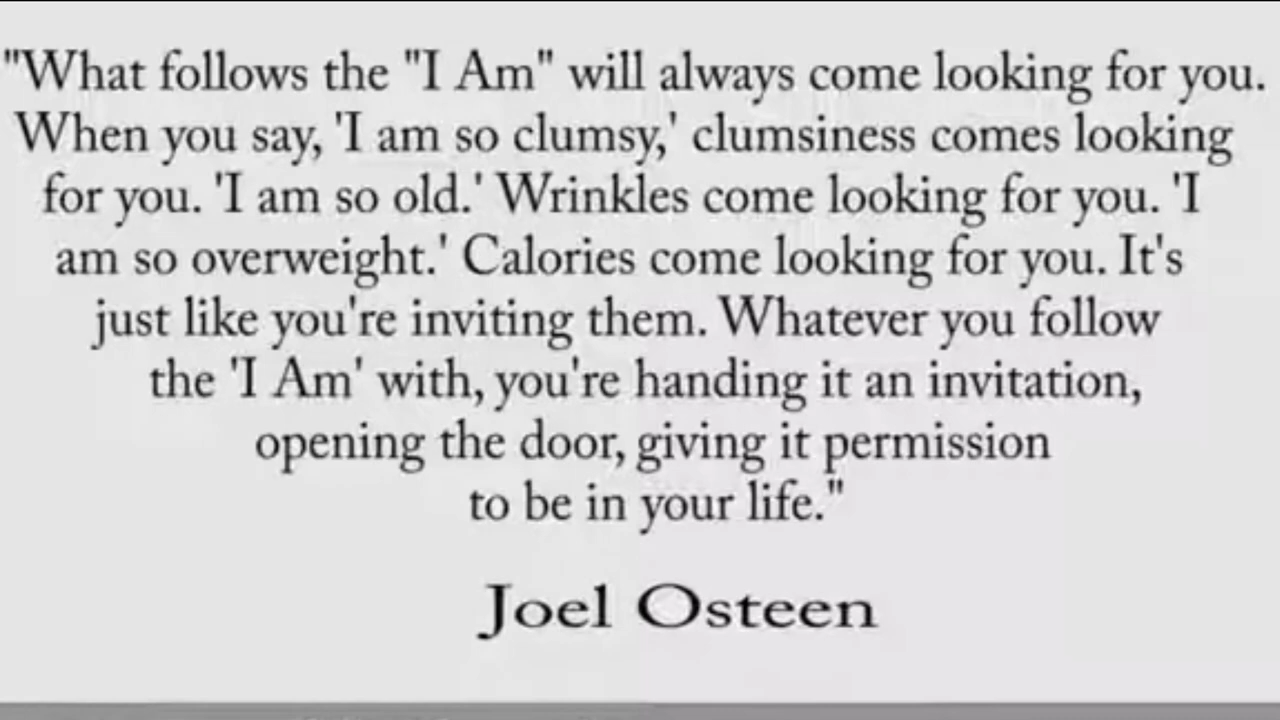 "What follows the "I Am" will always come looking for you.
When you say, 'I am so clumsy,' clumsiness comes looking
for you. 'I am so old.' Wrinkles come looking for you. 'I
am so overweight.' Calories come looking for you. It's
just like you're inviting them. Whatever you follow
the 'I Am' with, you're handing it an invitation,
opening the door, giving it permission
to be in your life."
Joel Osteen